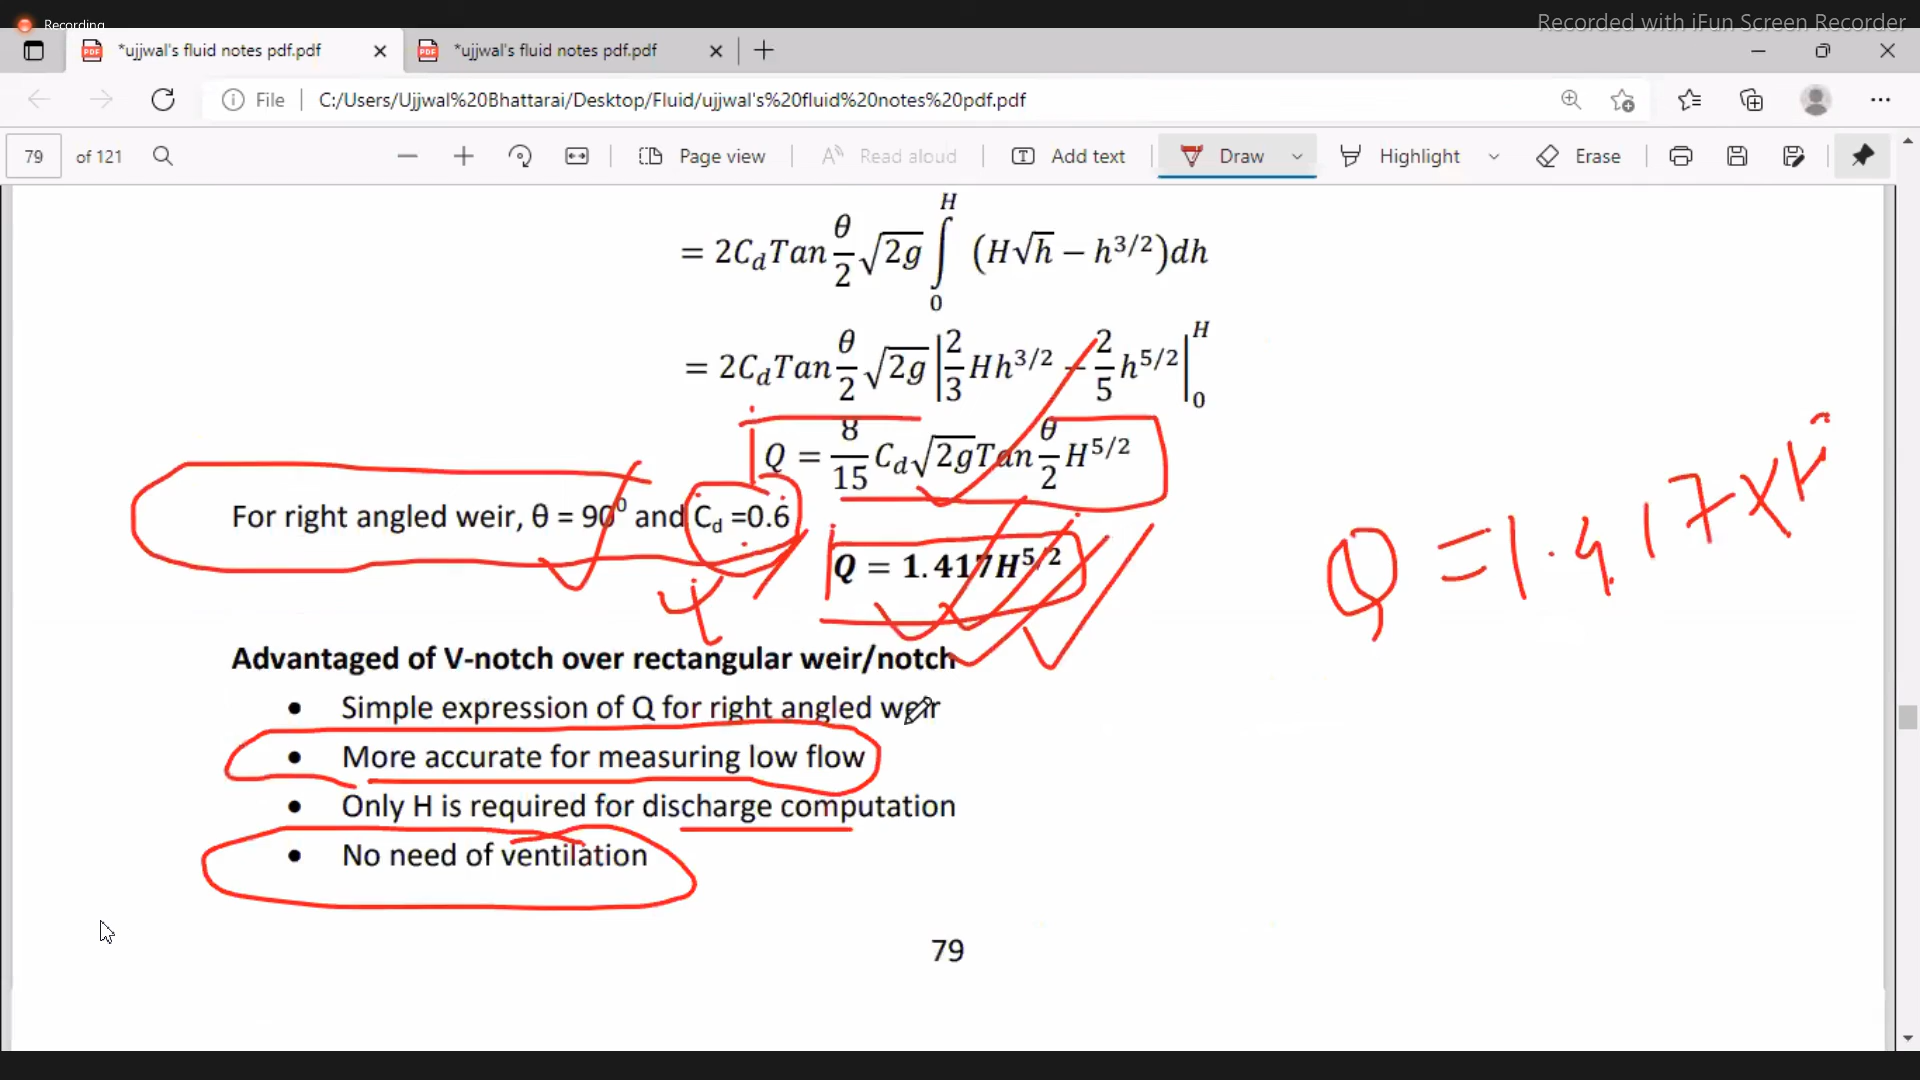 Recording
Recorded with iFun Screen Recorder
*ujjwal's fluid notes pdf.pdf
*ujjwal's fluid notes pdf.pdf
File
C:/Users/Ujjwal%20Bhattarai/Desktop/Fluid/ujjwal's%20fluid%20notes%20pdf.pdf
79 of 121
Page view
Read aloud
Add text
Draw
Highlight
Erase
= 2C_d Tan θ/2 √2g ∫₀ᴴ (H√h − h^3/2)dh
= 2C_d Tan θ/2 √2g |2/3 Hh^3/2 − 2/5 h^5/2|₀ᴴ
Q = 8/15 C_d √2g Tan θ/2 H^5/2
For right angled weir, θ = 90⁰ and C_d =0.6
Q = 1.417H^5/2
Q = 1.417 x H
Advantaged of V-notch over rectangular weir/notch
• Simple expression of Q for right angled weir
• More accurate for measuring low flow
• Only H is required for discharge computation
• No need of ventilation
79